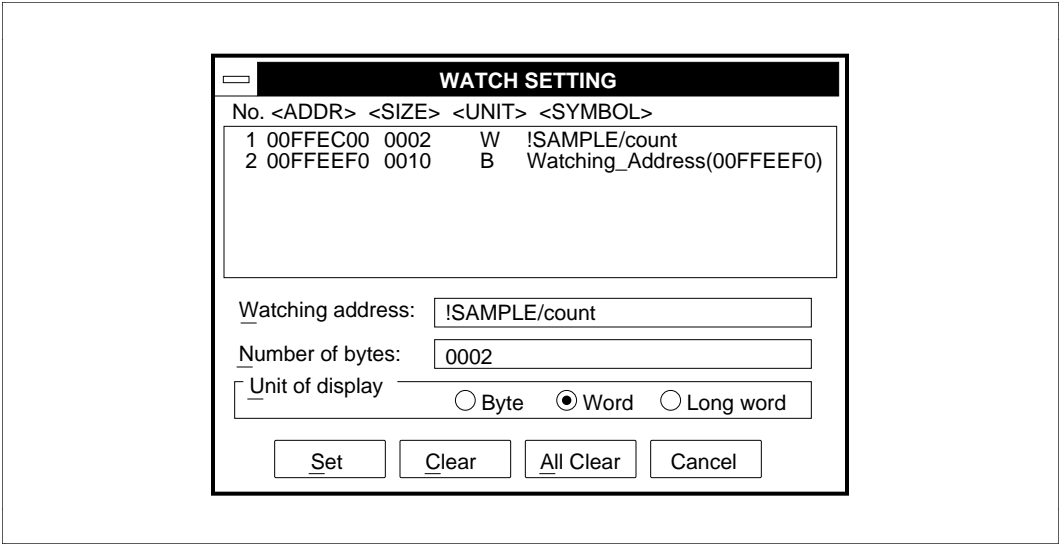 WATCH SETTING
No. <ADDR> <SIZE> <UNIT> <SYMBOL>
1 00FFEC00 0002 W !SAMPLE/count
2 00FFEEF0 0010 B Watching_Address(00FFEEF0)
Watching address: !SAMPLE/count
Number of bytes: 0002
Unit of display Byte Word Long word
Set Clear All Clear Cancel